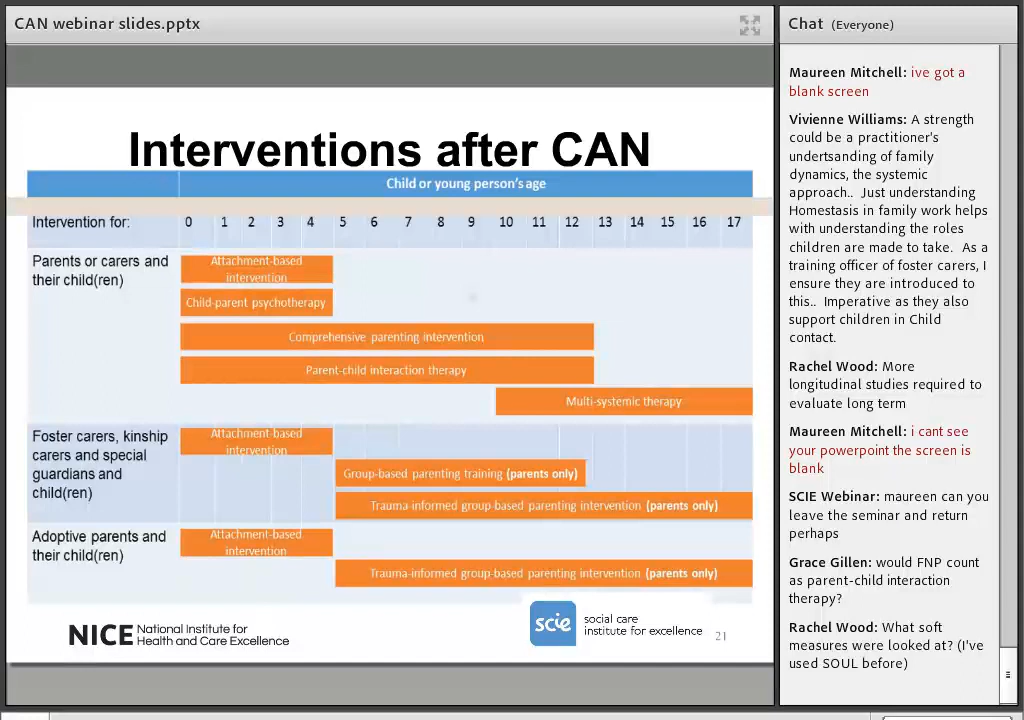 CAN webinar slides.pptx
Interventions after CAN
Child or young person's age
Intervention for: 0 1 2 3 4 5 6 7 8 9 10 11 12 13 14 15 16 17
Parents or carers and
their child(ren)
Attachment-based
intervention
Child-parent psychotherapy
Comprehensive parenting intervention
Parent-child interaction therapy
Multi-systemic therapy
Foster carers, kinship
carers and special
guardians and
child(ren)
Attachment-based
intervention
Group-based parenting training (parents only)
Trauma-informed group-based parenting intervention (parents only)
Adoptive parents and
their child(ren)
Attachment-based
intervention
Trauma-informed group-based parenting intervention (parents only)
NICE National Institute for
Health and Care Excellence
scie social care
institute for excellence
21
Chat (Everyone)
Maureen Mitchell: ive got a
blank screen
Vivienne Williams: A strength
could be a practitioner's
undertsanding of family
dynamics, the systemic
approach.. Just understanding
Homestasis in family work helps
with understanding the roles
children are made to take. As a
training officer of foster carers, I
ensure they are introduced to
this.. Imperative as they also
support children in Child
contact.
Rachel Wood: More
longitudinal studies required to
evaluate long term
Maureen Mitchell: i cant see
your powerpoint the screen is
blank
SCIE Webinar: maureen can you
leave the seminar and return
perhaps
Grace Gillen: would FNP count
as parent-child interaction
therapy?
Rachel Wood: What soft
measures were looked at? (I've
used SOUL before)